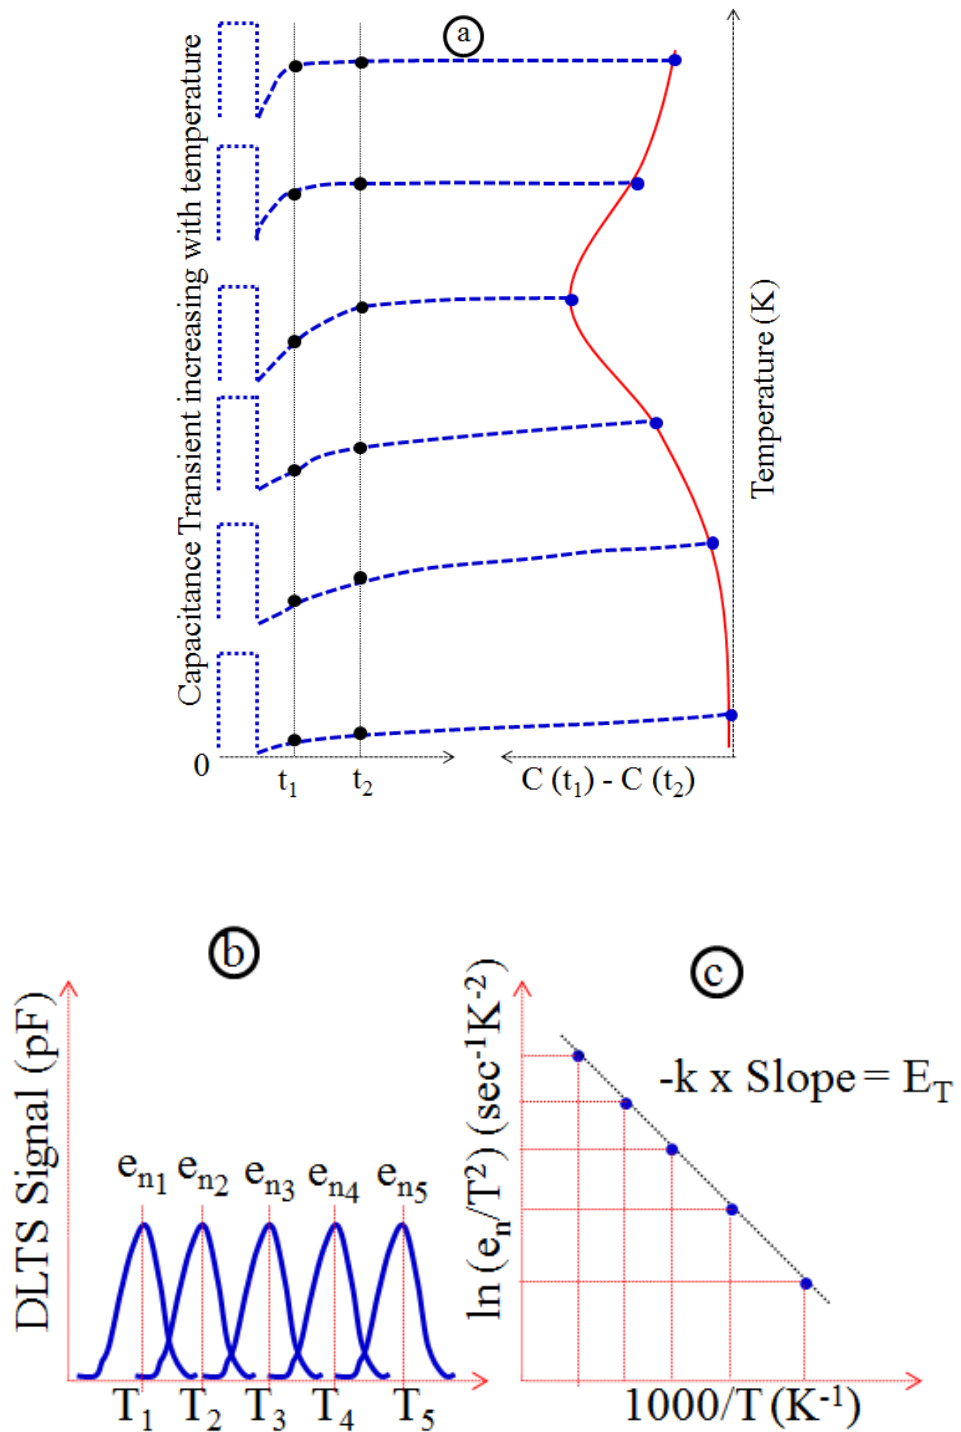 a
Capacitance Transient increasing with temperature
Temperature (K)
0
t₁
t₂
C (t₁) - C (t₂)
b
DLTS Signal (pF)
eₙ₁
eₙ₂
eₙ₃
eₙ₄
eₙ₅
T₁
T₂
T₃
T₄
T₅
c
ln (eₙ/T²) (sec⁻¹K⁻²)
-k x Slope = E_T
1000/T (K⁻¹)